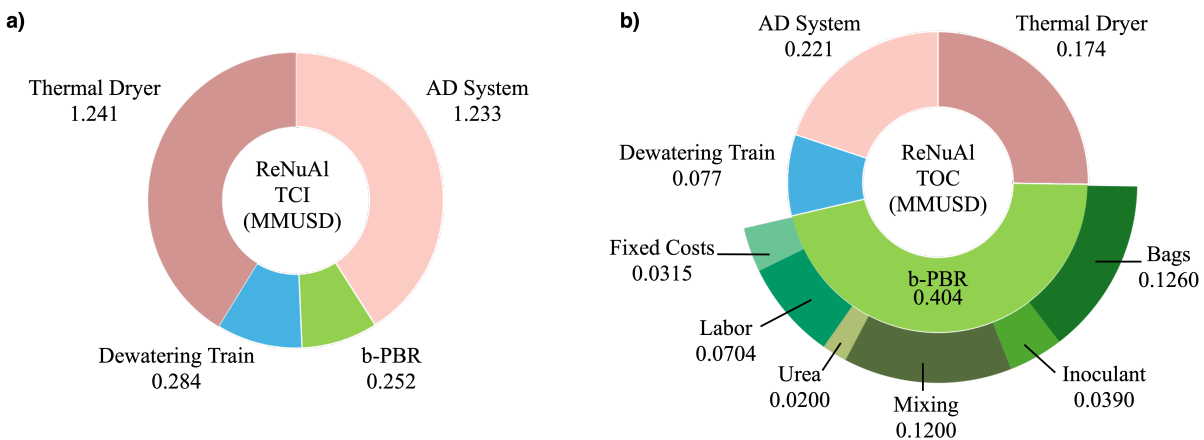 a)
Thermal Dryer
1.241
AD System
1.233
ReNuAl
TCI
(MMUSD)
Dewatering Train
0.284
b-PBR
0.252
b)
AD System
0.221
Thermal Dryer
0.174
Dewatering Train
0.077
ReNuAl
TOC
(MMUSD)
b-PBR
0.404
Fixed Costs
0.0315
Bags
0.1260
Labor
0.0704
Urea
0.0200
Mixing
0.1200
Inoculant
0.0390